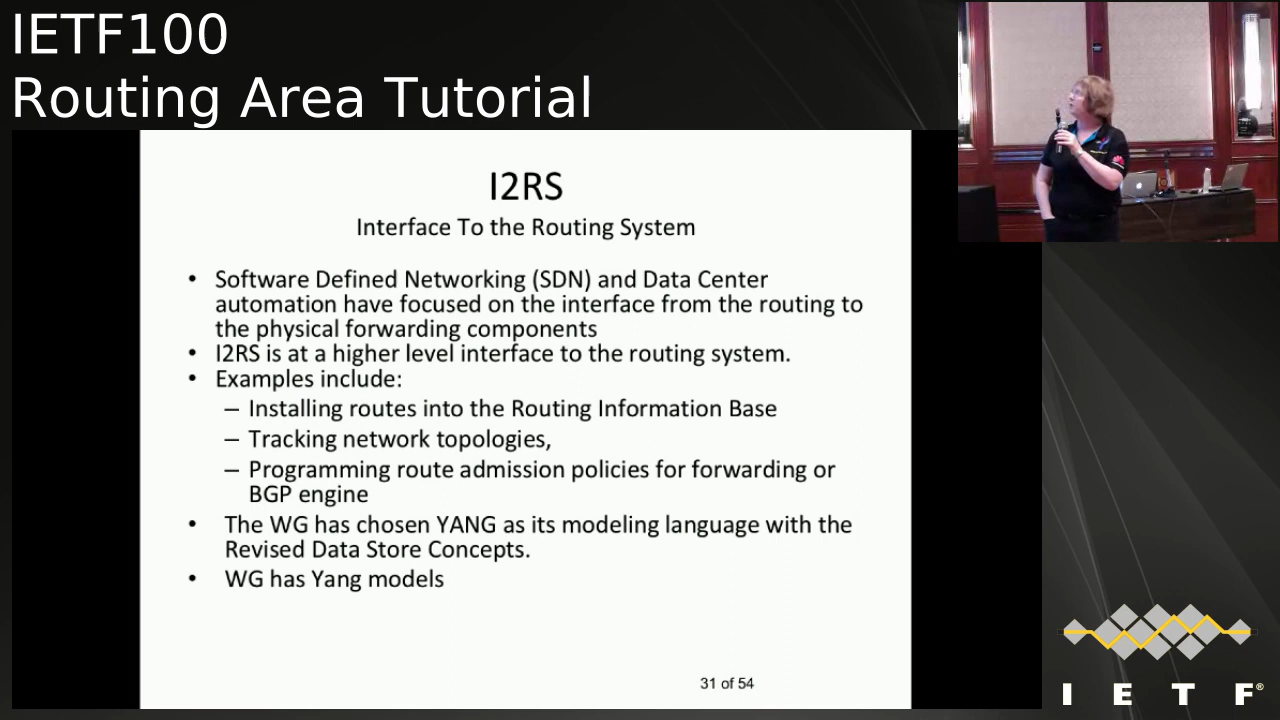 IETF100
Routing Area Tutorial
I2RS
Interface To the Routing System
• Software Defined Networking (SDN) and Data Center
automation have focused on the interface from the routing to
the physical forwarding components
• I2RS is at a higher level interface to the routing system.
• Examples include:
– Installing routes into the Routing Information Base
– Tracking network topologies,
– Programming route admission policies for forwarding or
BGP engine
• The WG has chosen YANG as its modeling language with the
Revised Data Store Concepts.
• WG has Yang models
31 of 54
I E T F®